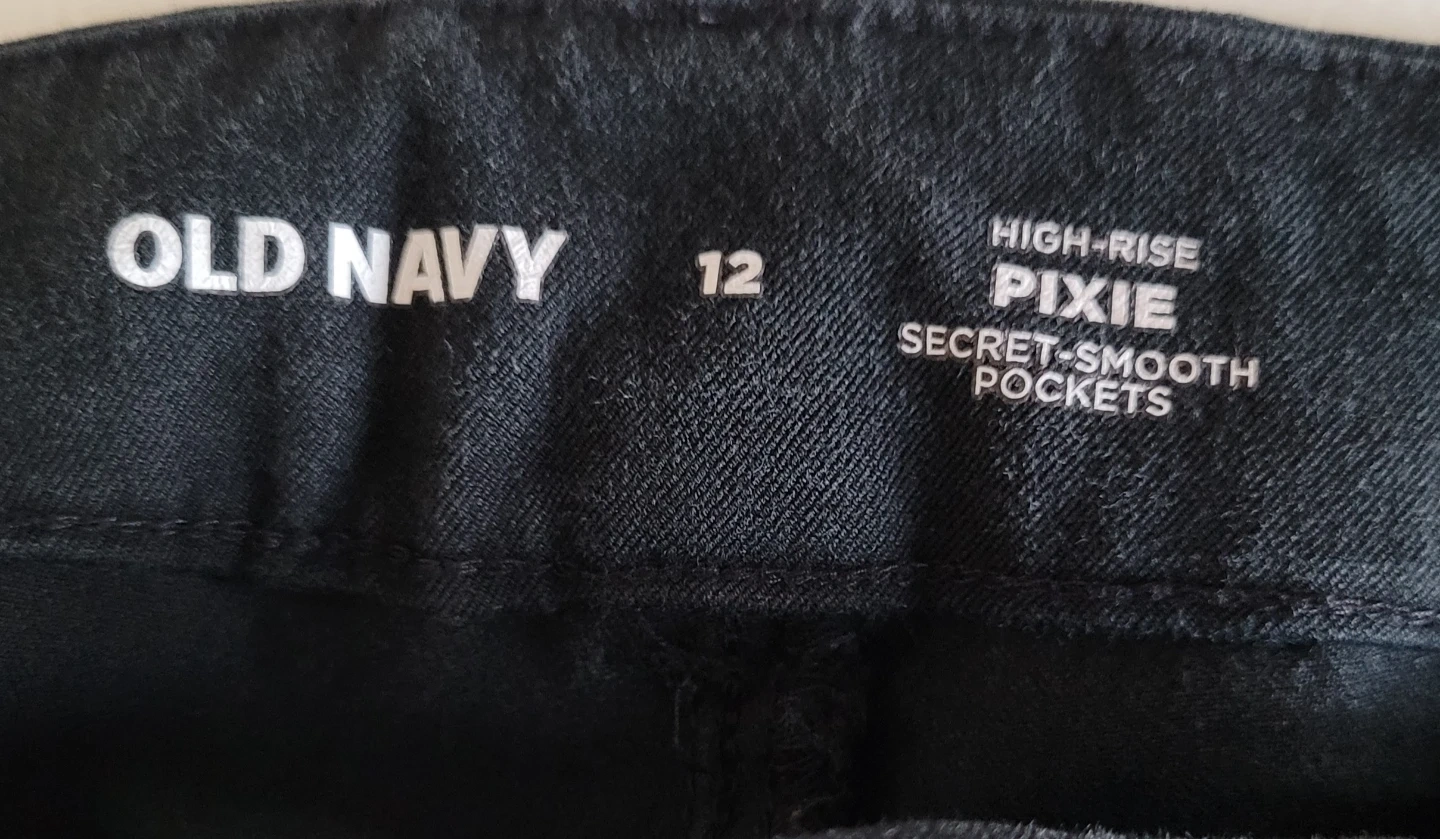 OLD NAVY
12
HIGH-RISE
PIXIE
SECRET-SMOOTH
POCKETS